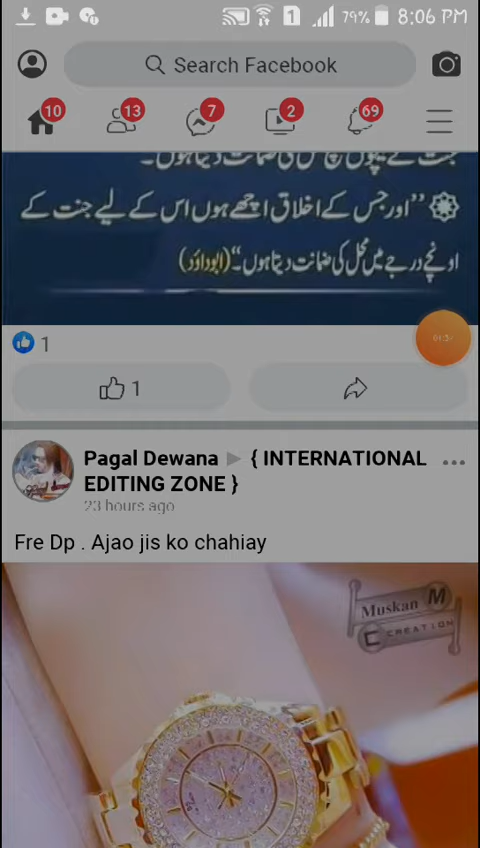 79% 1 8:06 PM
Search Facebook
10 13 7 2 69
”اور جس کے اخلاق اچھے ہوں اس کے لیے جنت کے
اونچے درجے میں محل کی ضمانت دیتا ہوں۔“ (ابوداؤد)
1
1
Pagal Dewana ▶ { INTERNATIONAL
EDITING ZONE }
23 hours ago
Fre Dp . Ajao jis ko chahiay
Muskan M
C CREATION